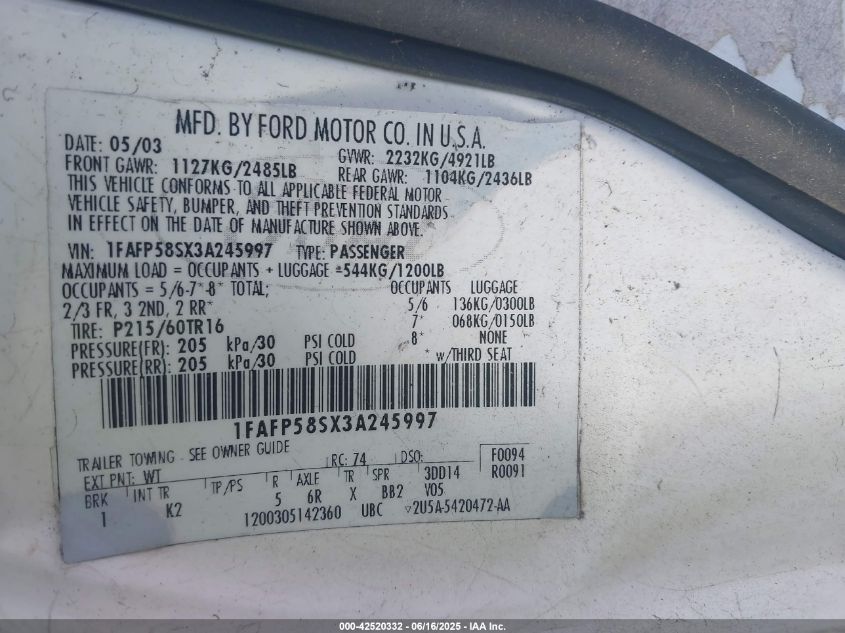 MFD. BY FORD MOTOR CO. IN U.S.A.
DATE: 05/03 GVWR: 2232KG/4921LB
FRONT GAWR: 1127KG/2485LB REAR GAWR: 1104KG/2436LB
THIS VEHICLE CONFORMS TO ALL APPLICABLE FEDERAL MOTOR
VEHICLE SAFETY, BUMPER, AND THEFT PREVENTION STANDARDS
IN EFFECT ON THE DATE OF MANUFACTURE SHOWN ABOVE.
VIN: 1FAFP58SX3A245997 TYPE: PASSENGER
MAXIMUM LOAD = OCCUPANTS + LUGGAGE =544KG/1200LB
OCCUPANTS = 5/6-7*-8* TOTAL; OCCUPANTS LUGGAGE
2/3 FR, 3 2ND, 2 RR* 5/6 136KG/0300LB
TIRE: P215/60TR16 7* 068KG/0150LB
PRESSURE(FR): 205 kPa/30 PSI COLD 8* NONE
PRESSURE(RR): 205 kPa/30 PSI COLD * w/THIRD SEAT
1FAFP58SX3A245997
TRAILER TOWING - SEE OWNER GUIDE RC: 74 DSO: F0094
EXT PNT: WT 3DD14 R0091
BRK INT TR TP/PS R AXLE TR SPR V05
1 K2 5 6R X BB2
1200305142360 UBC ▽2U5A-5420472-AA
000-42520332 - 06/16/2025 - IAA Inc.